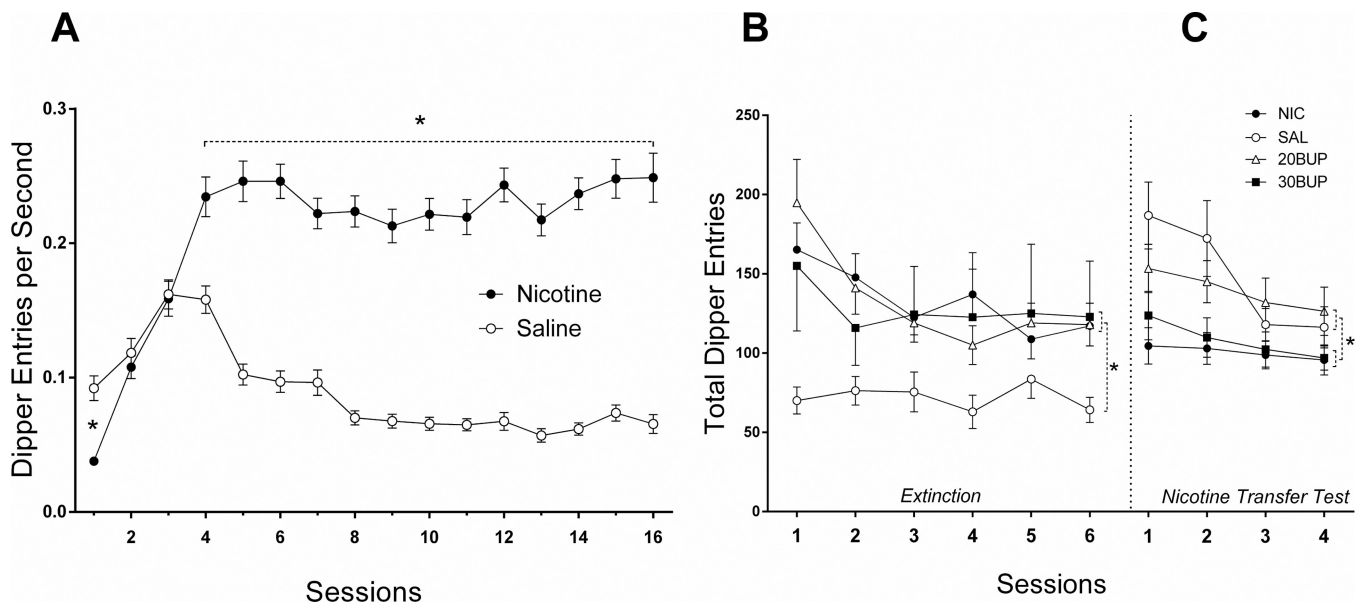 A
B
C
Dipper Entries per Second
0.3
0.2
0.1
0.0
*
*
Nicotine
Saline
2 4 6 8 10 12 14 16
Sessions
Total Dipper Entries
250
200
150
100
50
0
NIC
SAL
20BUP
30BUP
*
*
Extinction
Nicotine Transfer Test
1 2 3 4 5 6 1 2 3 4
Sessions